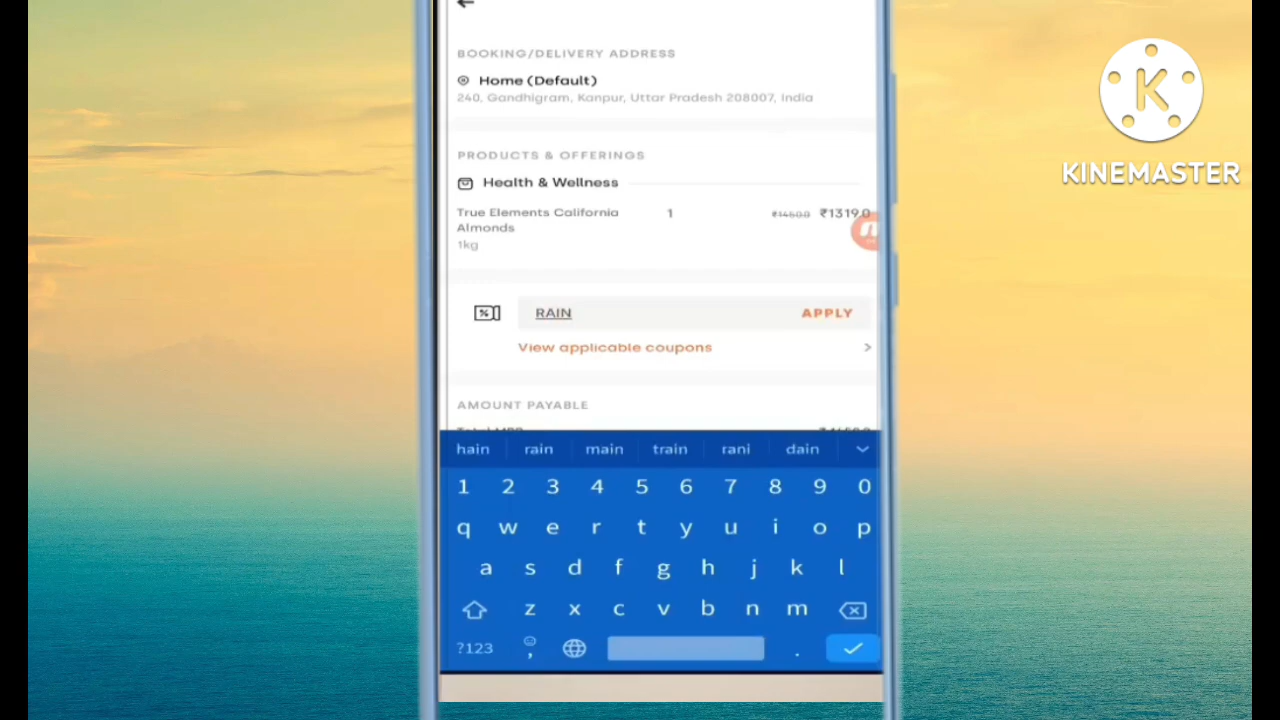 BOOKING/DELIVERY ADDRESS
Home (Default)
240, Gandhigram, Kanpur, Uttar Pradesh 208007, India
PRODUCTS & OFFERINGS
Health & Wellness
True Elements California 1 ₹1450.0 ₹1319.0
Almonds
1kg
RAIN APPLY
View applicable coupons >
AMOUNT PAYABLE
hain rain main train rani dain
1 2 3 4 5 6 7 8 9 0
q w e r t y u i o p
a s d f g h j k l
z x c v b n m
?123 , .
K
KINEMASTER